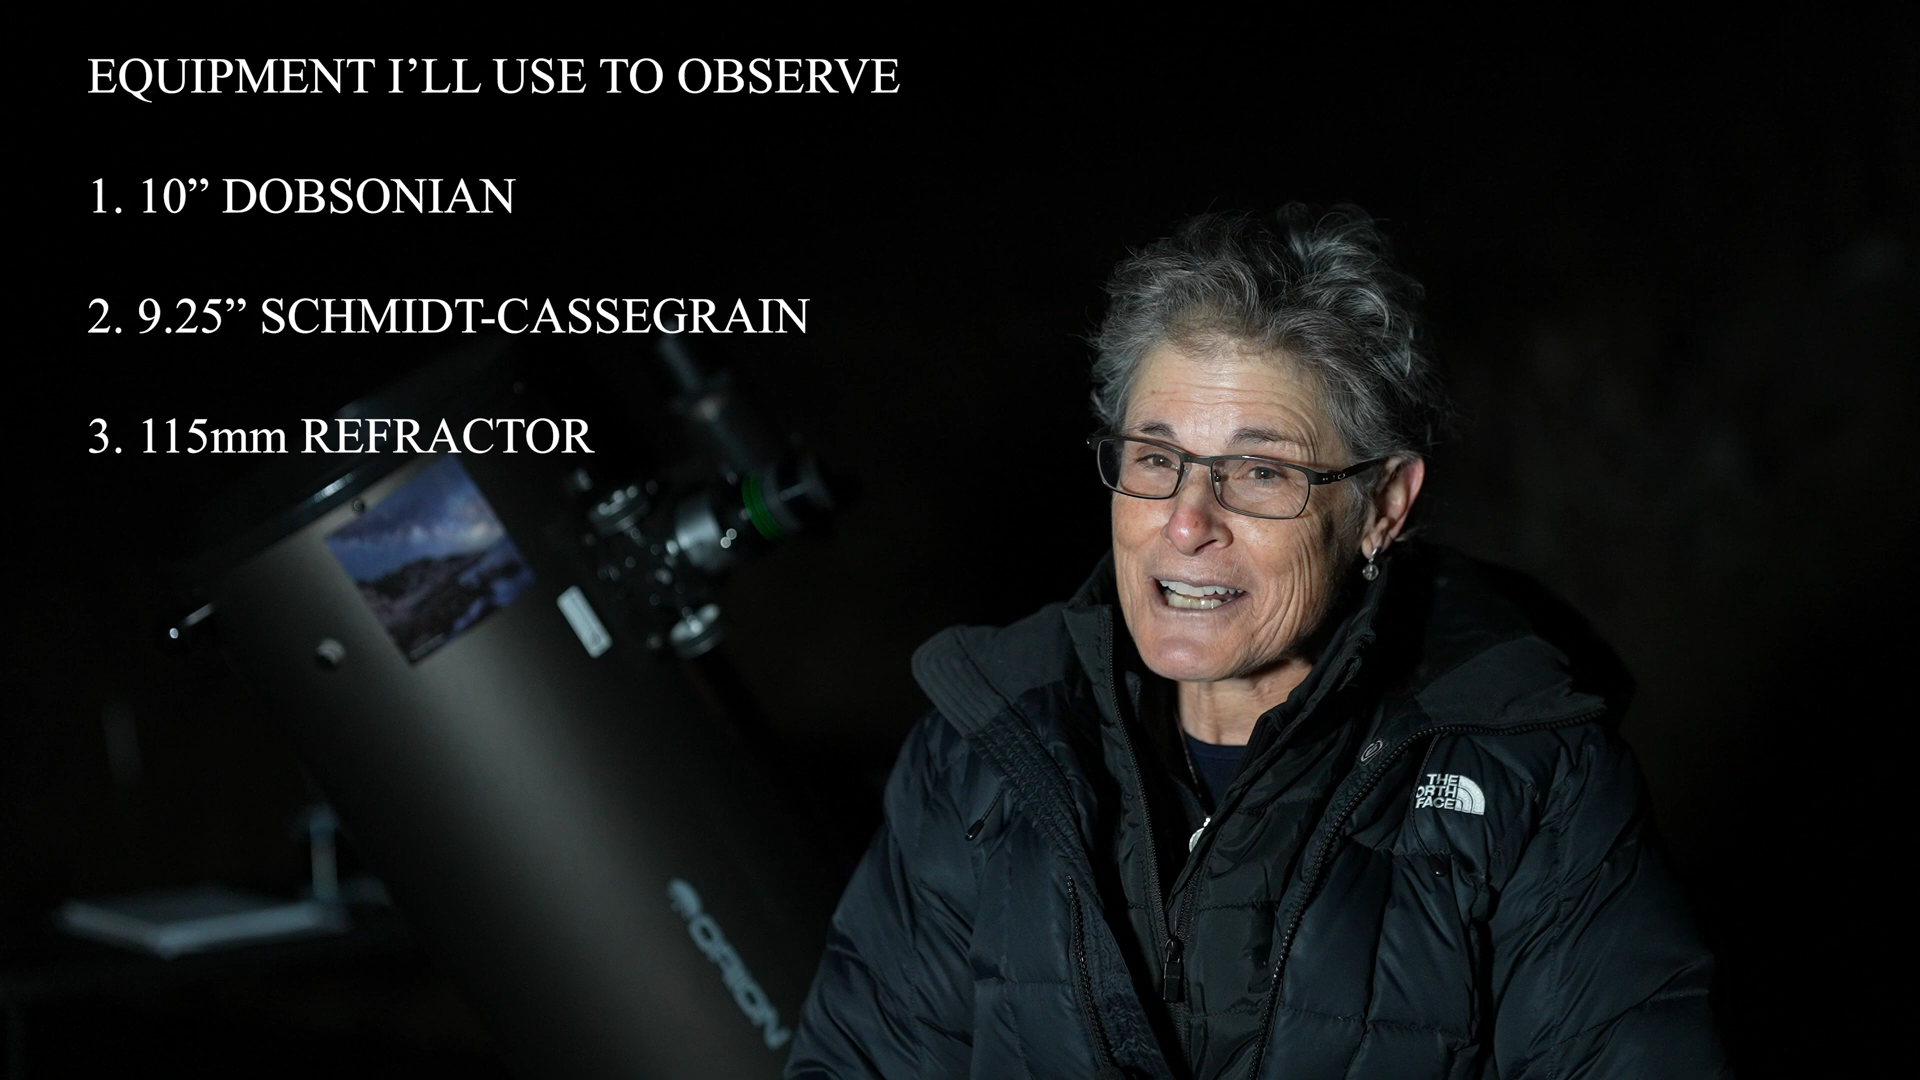 EQUIPMENT I’LL USE TO OBSERVE
1. 10” DOBSONIAN
2. 9.25” SCHMIDT-CASSEGRAIN
3. 115mm REFRACTOR
ORION
THE
ORTH
FACE